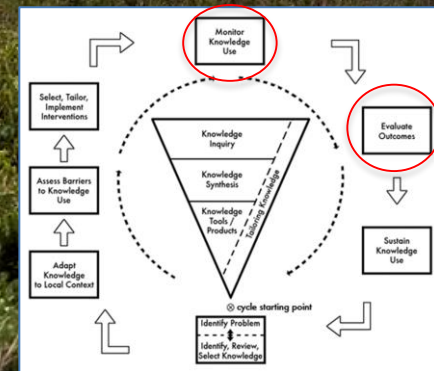 Monitor
Knowledge
Use
Select, Tailor,
Implement
Interventions
Evaluate
Outcomes
Knowledge
Inquiry
Knowledge
Synthesis
Knowledge
Tools
Products
Tailoring Knowledge
Assess Barriers
to Knowledge
Use
Sustain
Knowledge
Use
Adapt
Knowledge
to Local Context
cycle starting point
Identify Problem
Identify, Review,
Select Knowledge